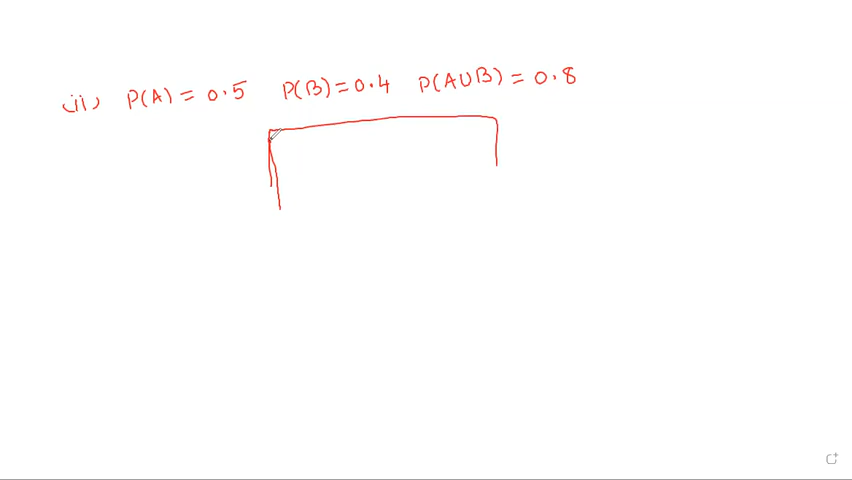 (ii) P(A) = 0.5 P(B) = 0.4 P(A∪B) = 0.8